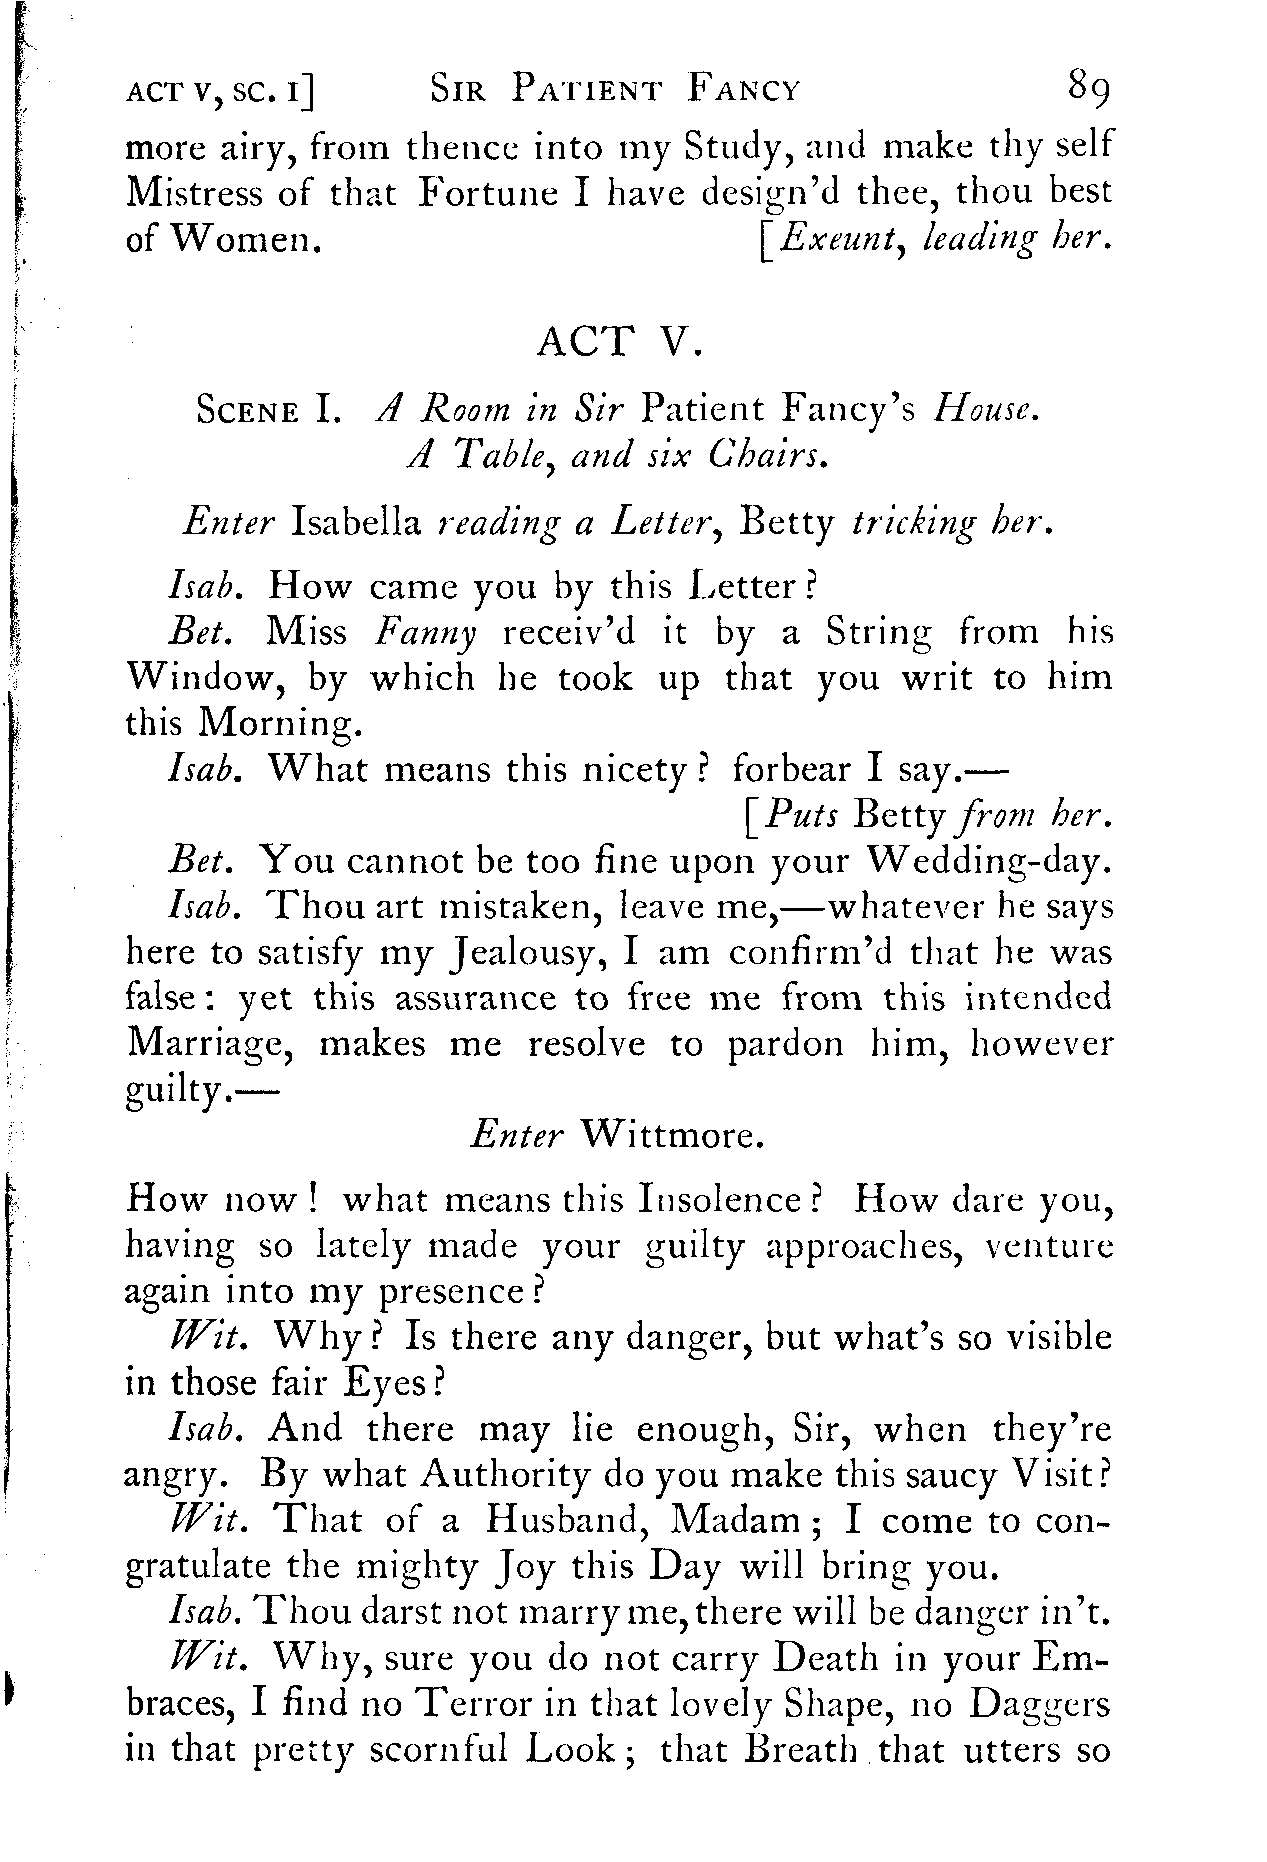 ACT V, SC. I] SIR PATIENT FANCY 89
more airy, from thence into my Study, and make thy self
Mistress of that Fortune I have design'd thee, thou best
of Women. [Exeunt, leading her.
ACT V.
SCENE I. A Room in Sir Patient Fancy's House.
A Table, and six Chairs.
Enter Isabella reading a Letter, Betty tricking her.
Isab. How came you by this Letter?
Bet. Miss Fanny receiv'd it by a String from his
Window, by which he took up that you writ to him
this Morning.
Isab. What means this nicety? forbear I say.—
[Puts Betty from her.
Bet. You cannot be too fine upon your Wedding-day.
Isab. Thou art mistaken, leave me,—whatever he says
here to satisfy my Jealousy, I am confirm'd that he was
false: yet this assurance to free me from this intended
Marriage, makes me resolve to pardon him, however
guilty.—
Enter Wittmore.
How now! what means this Insolence? How dare you,
having so lately made your guilty approaches, venture
again into my presence?
Wit. Why? Is there any danger, but what's so visible
in those fair Eyes?
Isab. And there may lie enough, Sir, when they're
angry. By what Authority do you make this saucy Visit?
Wit. That of a Husband, Madam; I come to con-
gratulate the mighty Joy this Day will bring you.
Isab. Thou darst not marry me, there will be danger in't.
Wit. Why, sure you do not carry Death in your Em-
braces, I find no Terror in that lovely Shape, no Daggers
in that pretty scornful Look; that Breath that utters so